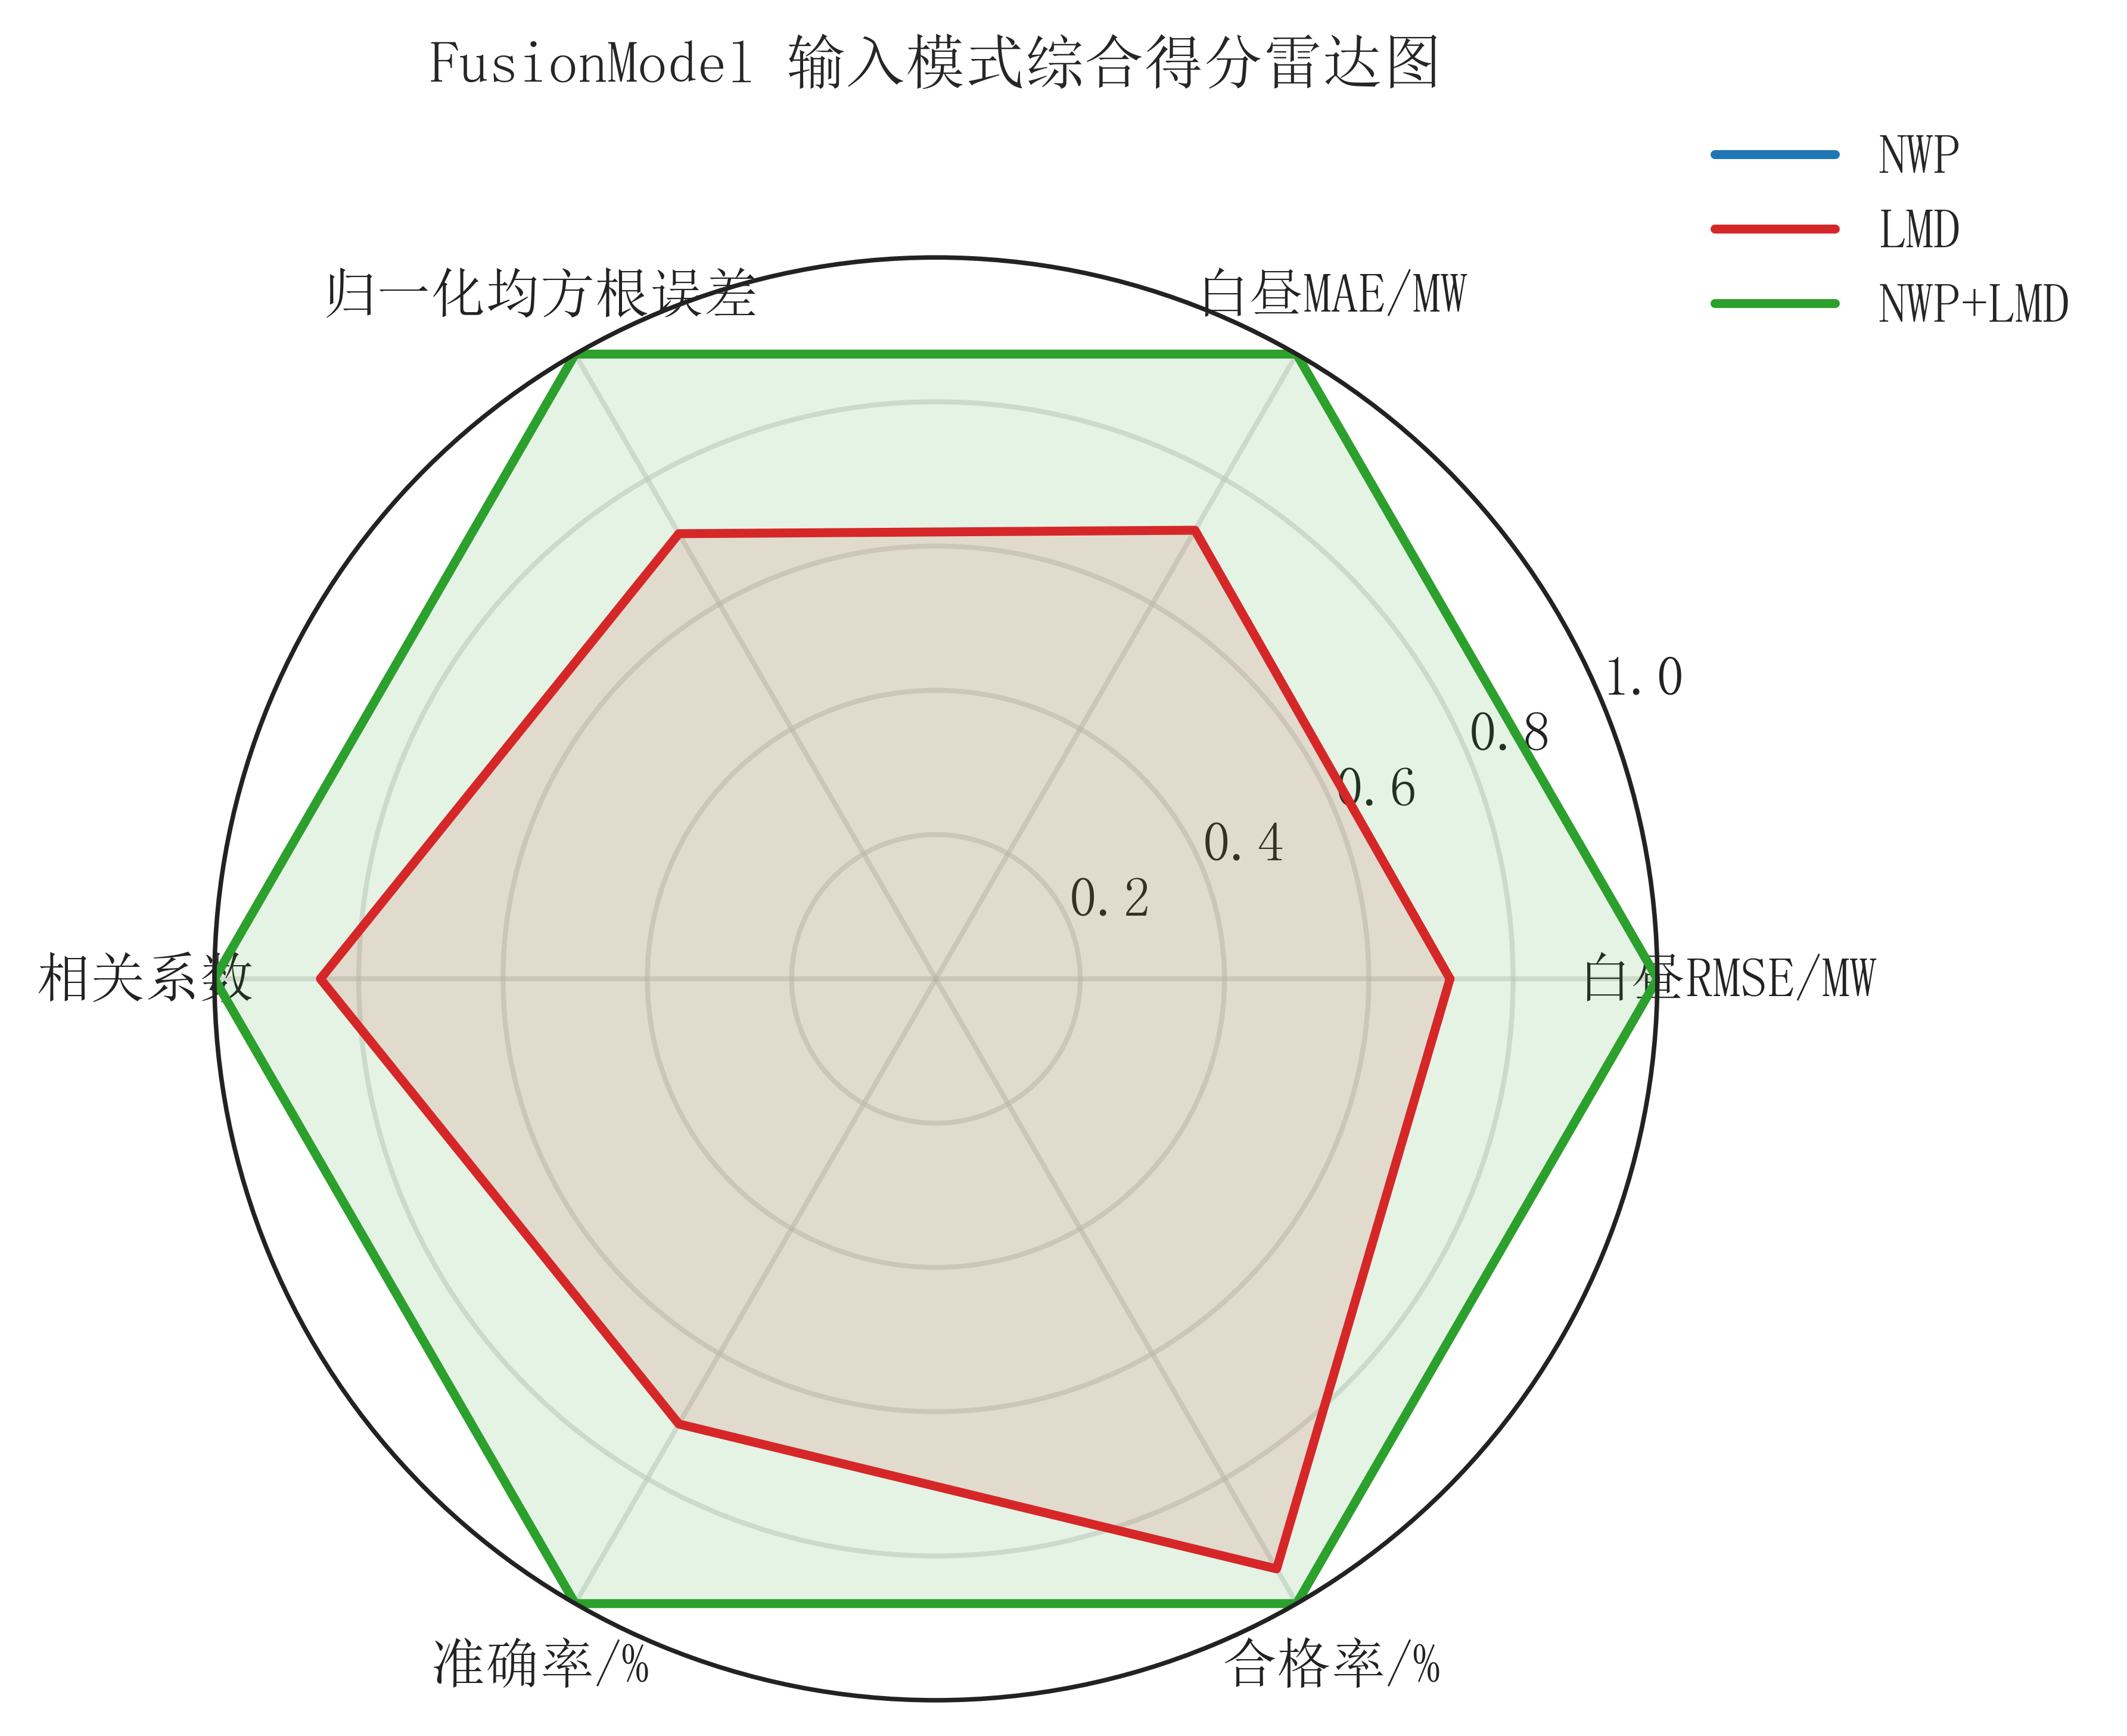 FusionModel 输入模式综合得分雷达图
NWP
LMD
NWP+LMD
归一化均方根误差
白昼MAE/MW
1.0
0.8
0.6
0.4
0.2
相关系数
白昼RMSE/MW
准确率/%
合格率/%